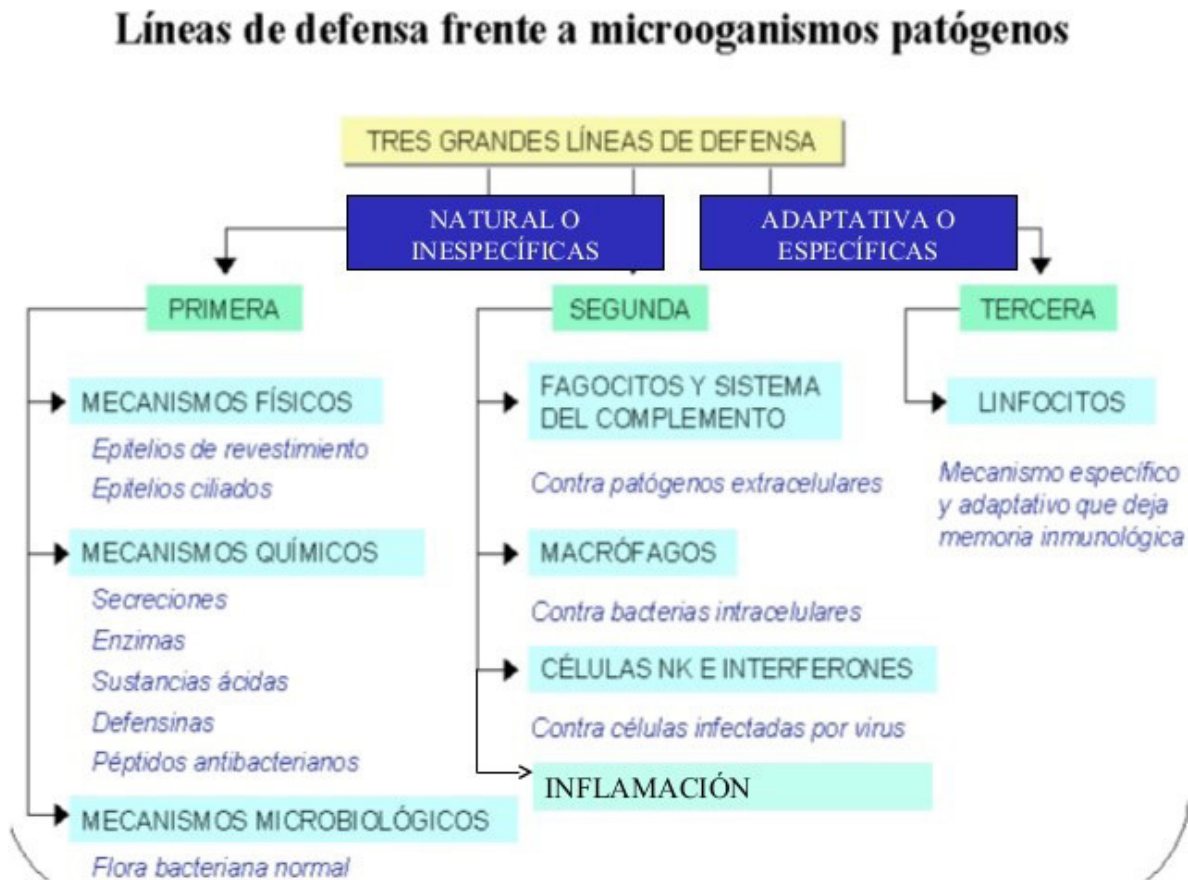 Líneas de defensa frente a microoganismos patógenos
TRES GRANDES LÍNEAS DE DEFENSA
NATURAL O
INESPECÍFICAS
ADAPTATIVA O
ESPECÍFICAS
PRIMERA
MECANISMOS FÍSICOS
Epitelios de revestimiento
Epitelios ciliados
MECANISMOS QUÍMICOS
Secreciones
Enzimas
Sustancias ácidas
Defensinas
Péptidos antibacterianos
MECANISMOS MICROBIOLÓGICOS
Flora bacteriana normal
SEGUNDA
FAGOCITOS Y SISTEMA
DEL COMPLEMENTO
Contra patógenos extracelulares
MACRÓFAGOS
Contra bacterias intracelulares
CÉLULAS NK E INTERFERONES
Contra células infectadas por virus
INFLAMACIÓN
TERCERA
LINFOCITOS
Mecanismo específico
y adaptativo que deja
memoria inmunológica